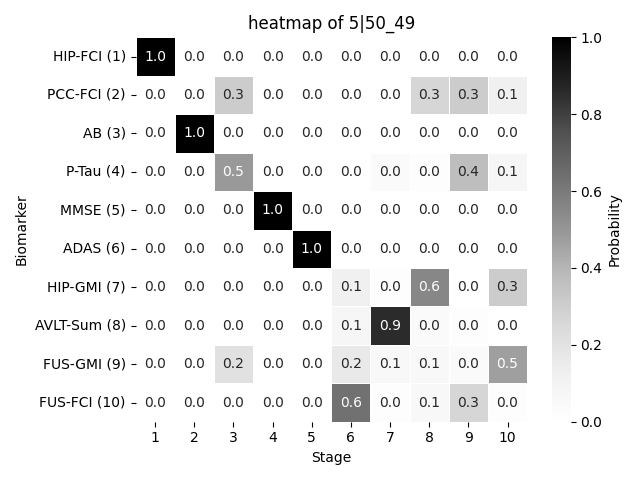 heatmap of 5|50_49
HIP-FCI (1) 1.0 0.0 0.0 0.0 0.0 0.0 0.0 0.0 0.0 0.0
PCC-FCI (2) 0.0 0.0 0.3 0.0 0.0 0.0 0.0 0.3 0.3 0.1
AB (3) 0.0 1.0 0.0 0.0 0.0 0.0 0.0 0.0 0.0 0.0
P-Tau (4) 0.0 0.0 0.5 0.0 0.0 0.0 0.0 0.0 0.4 0.1
MMSE (5) 0.0 0.0 0.0 1.0 0.0 0.0 0.0 0.0 0.0 0.0
ADAS (6) 0.0 0.0 0.0 0.0 1.0 0.0 0.0 0.0 0.0 0.0
HIP-GMI (7) 0.0 0.0 0.0 0.0 0.0 0.1 0.0 0.6 0.0 0.3
AVLT-Sum (8) 0.0 0.0 0.0 0.0 0.0 0.1 0.9 0.0 0.0 0.0
FUS-GMI (9) 0.0 0.0 0.2 0.0 0.0 0.2 0.1 0.1 0.0 0.5
FUS-FCI (10) 0.0 0.0 0.0 0.0 0.0 0.6 0.0 0.1 0.3 0.0
1 2 3 4 5 6 7 8 9 10
Stage
Biomarker
1.0
0.8
0.6
0.4
0.2
0.0
Probability